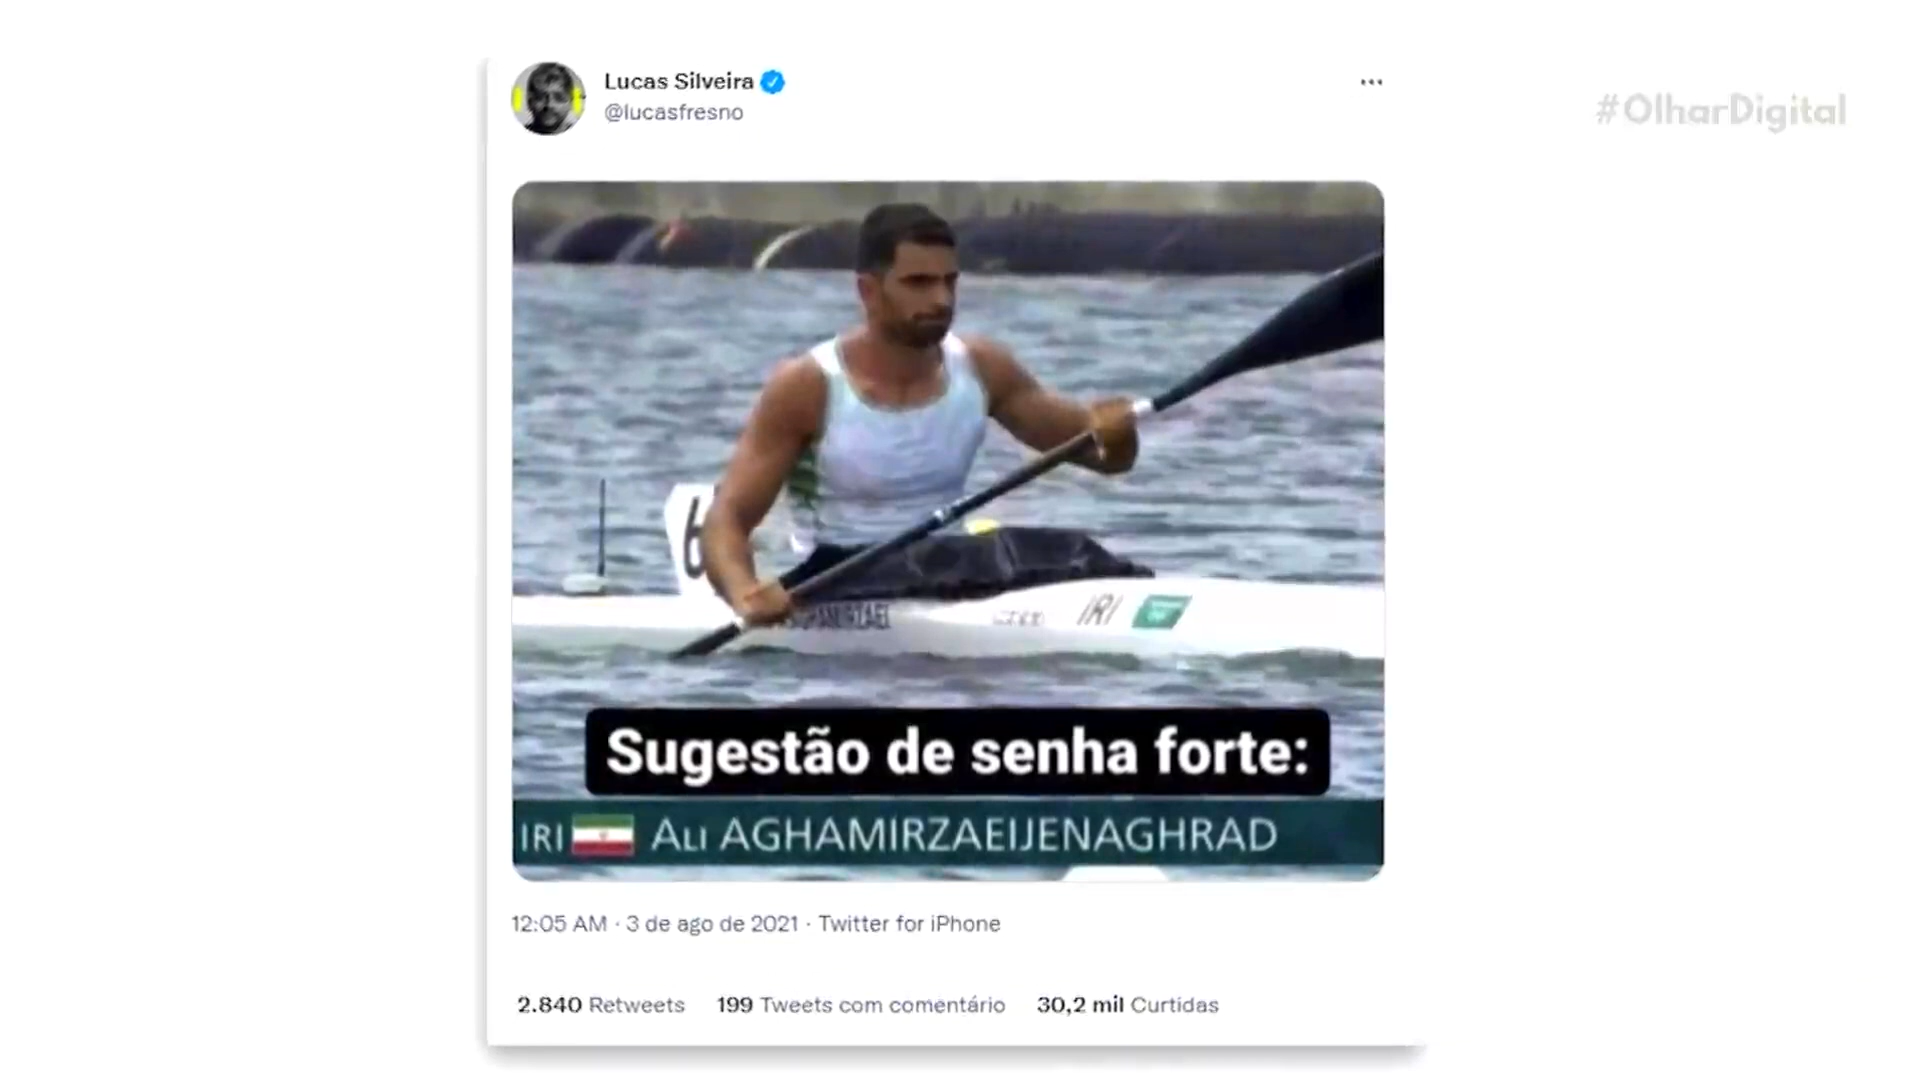 Lucas Silveira
@lucasfresno
#OlharDigital
6
IRI
Sugestão de senha forte:
IRI Ali AGHAMIRZAEIJENAGHRAD
12:05 AM · 3 de ago de 2021 · Twitter for iPhone
2.840 Retweets 199 Tweets com comentário 30,2 mil Curtidas